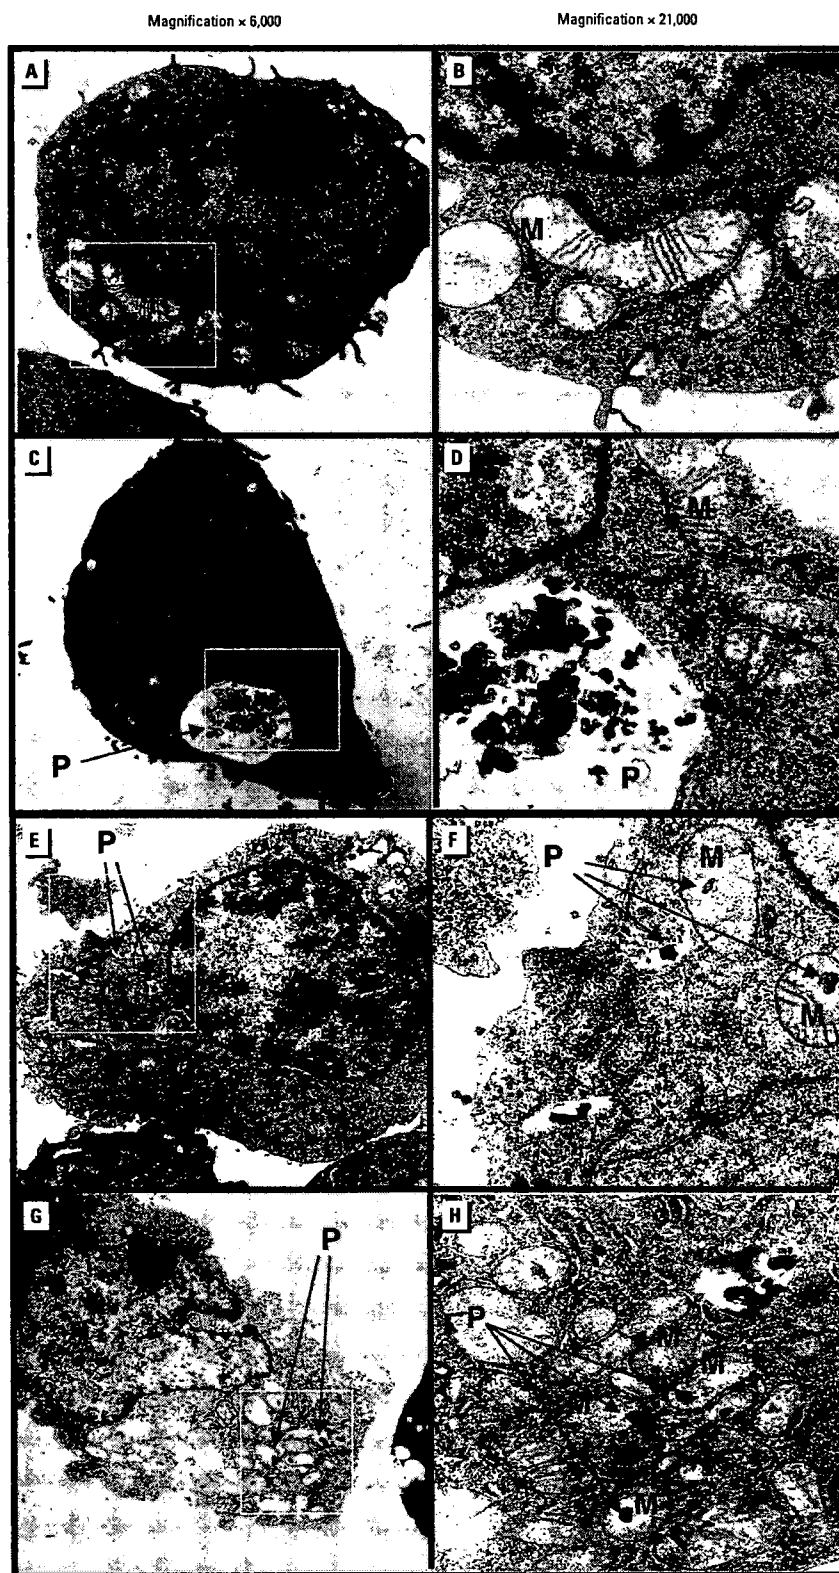 Magnification × 6,000
Magnification × 21,000
A
B
M
C
P
D
M
P
E
P
F
P
M
M
G
P
H
P
M
M
M
M